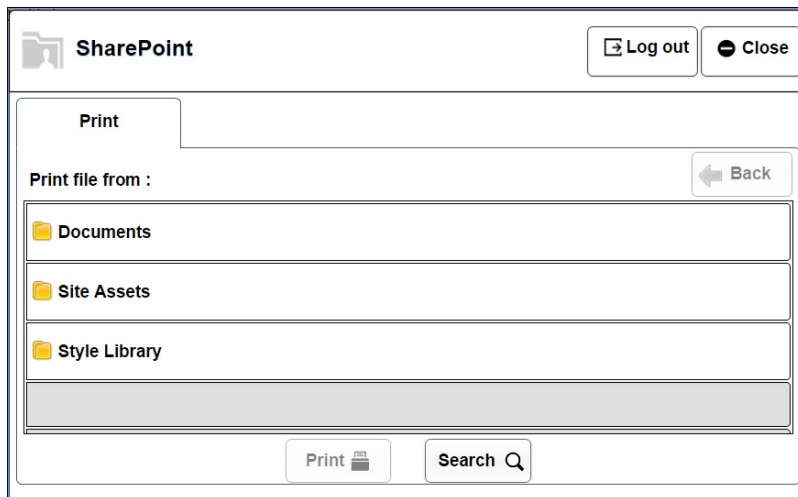 SharePoint
Log out
Close
Print
Print file from :
Back
Documents
Site Assets
Style Library
Print
Search